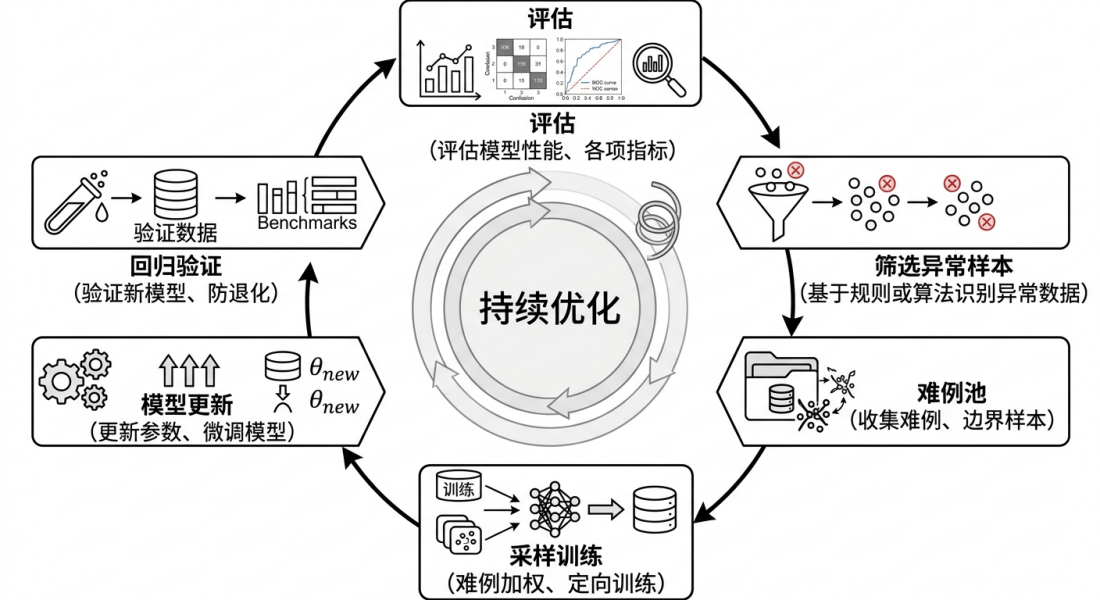 评估
评估
(评估模型性能、各项指标)
筛选异常样本
(基于规则或算法识别异常数据)
难例池
(收集难例、边界样本)
训练
采样训练
(难例加权、定向训练)
θnew
θnew
模型更新
(更新参数、微调模型)
验证数据
Benchmarks
回归验证
(验证新模型、防退化)
持续优化